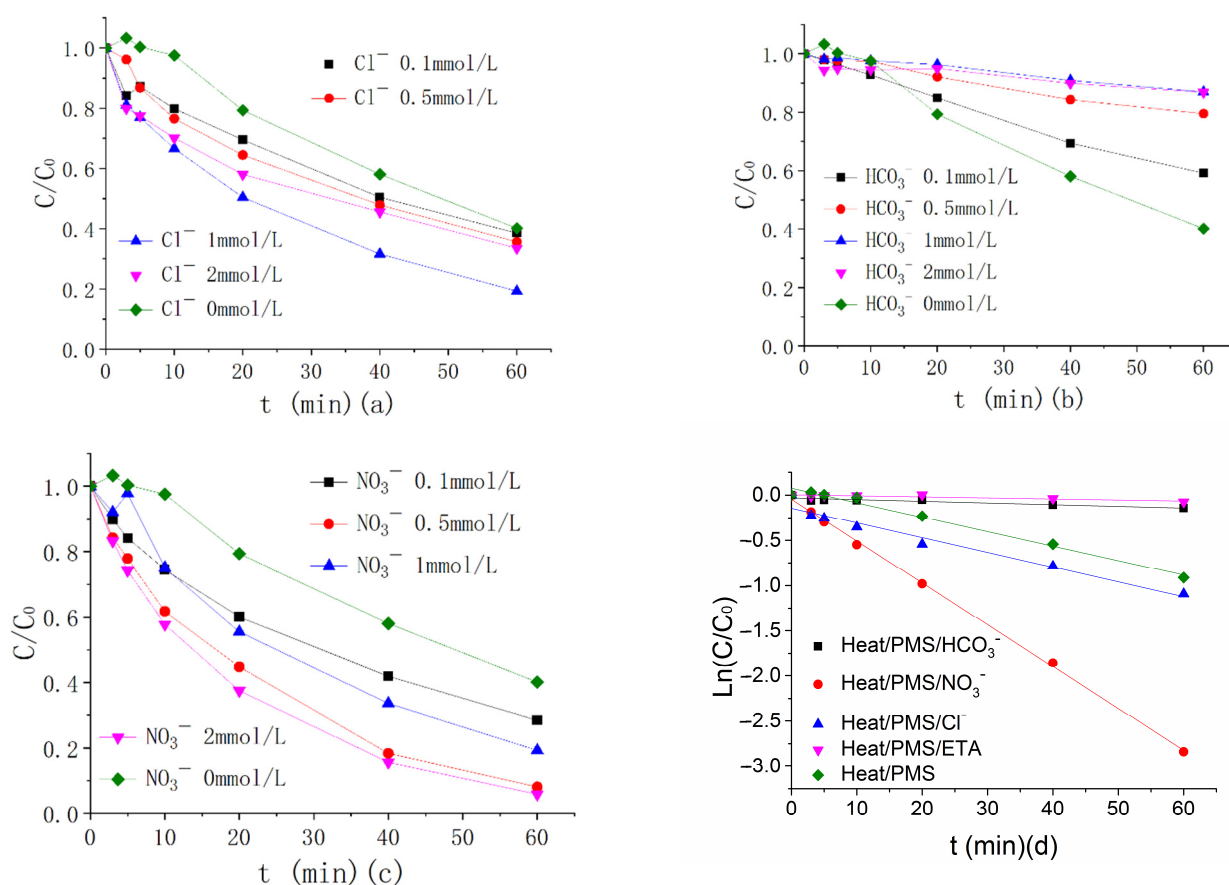 C/C₀
1.0
0.8
0.6
0.4
0.2
0.0
Cl⁻ 0.1mmol/L
Cl⁻ 0.5mmol/L
Cl⁻ 1mmol/L
Cl⁻ 2mmol/L
Cl⁻ 0mmol/L
0 10 20 30 40 50 60
t (min)(a)
C/C₀
1.0
0.8
0.6
0.4
0.2
0.0
HCO₃⁻ 0.1mmol/L
HCO₃⁻ 0.5mmol/L
HCO₃⁻ 1mmol/L
HCO₃⁻ 2mmol/L
HCO₃⁻ 0mmol/L
0 10 20 30 40 50 60
t (min)(b)
C/C₀
1.0
0.8
0.6
0.4
0.2
0.0
NO₃⁻ 0.1mmol/L
NO₃⁻ 0.5mmol/L
NO₃⁻ 1mmol/L
NO₃⁻ 2mmol/L
NO₃⁻ 0mmol/L
0 10 20 30 40 50 60
t (min)(c)
Ln(C/C₀)
0.0
−0.5
−1.0
−1.5
−2.0
−2.5
−3.0
Heat/PMS/HCO₃⁻
Heat/PMS/NO₃⁻
Heat/PMS/Cl⁻
Heat/PMS/ETA
Heat/PMS
0 10 20 30 40 50 60
t (min)(d)